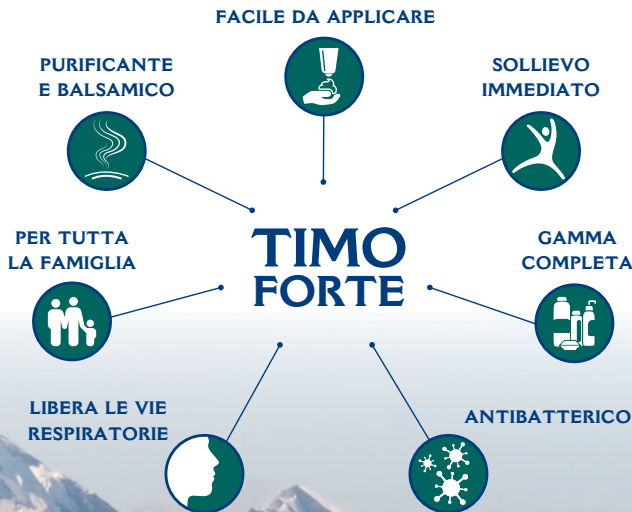 FACILE DA APPLICARE
PURIFICANTE
E BALSAMICO
SOLLIEVO
IMMEDIATO
PER TUTTA
LA FAMIGLIA
TIMO
FORTE
GAMMA
COMPLETA
LIBERA LE VIE
RESPIRATORIE
ANTIBATTERICO